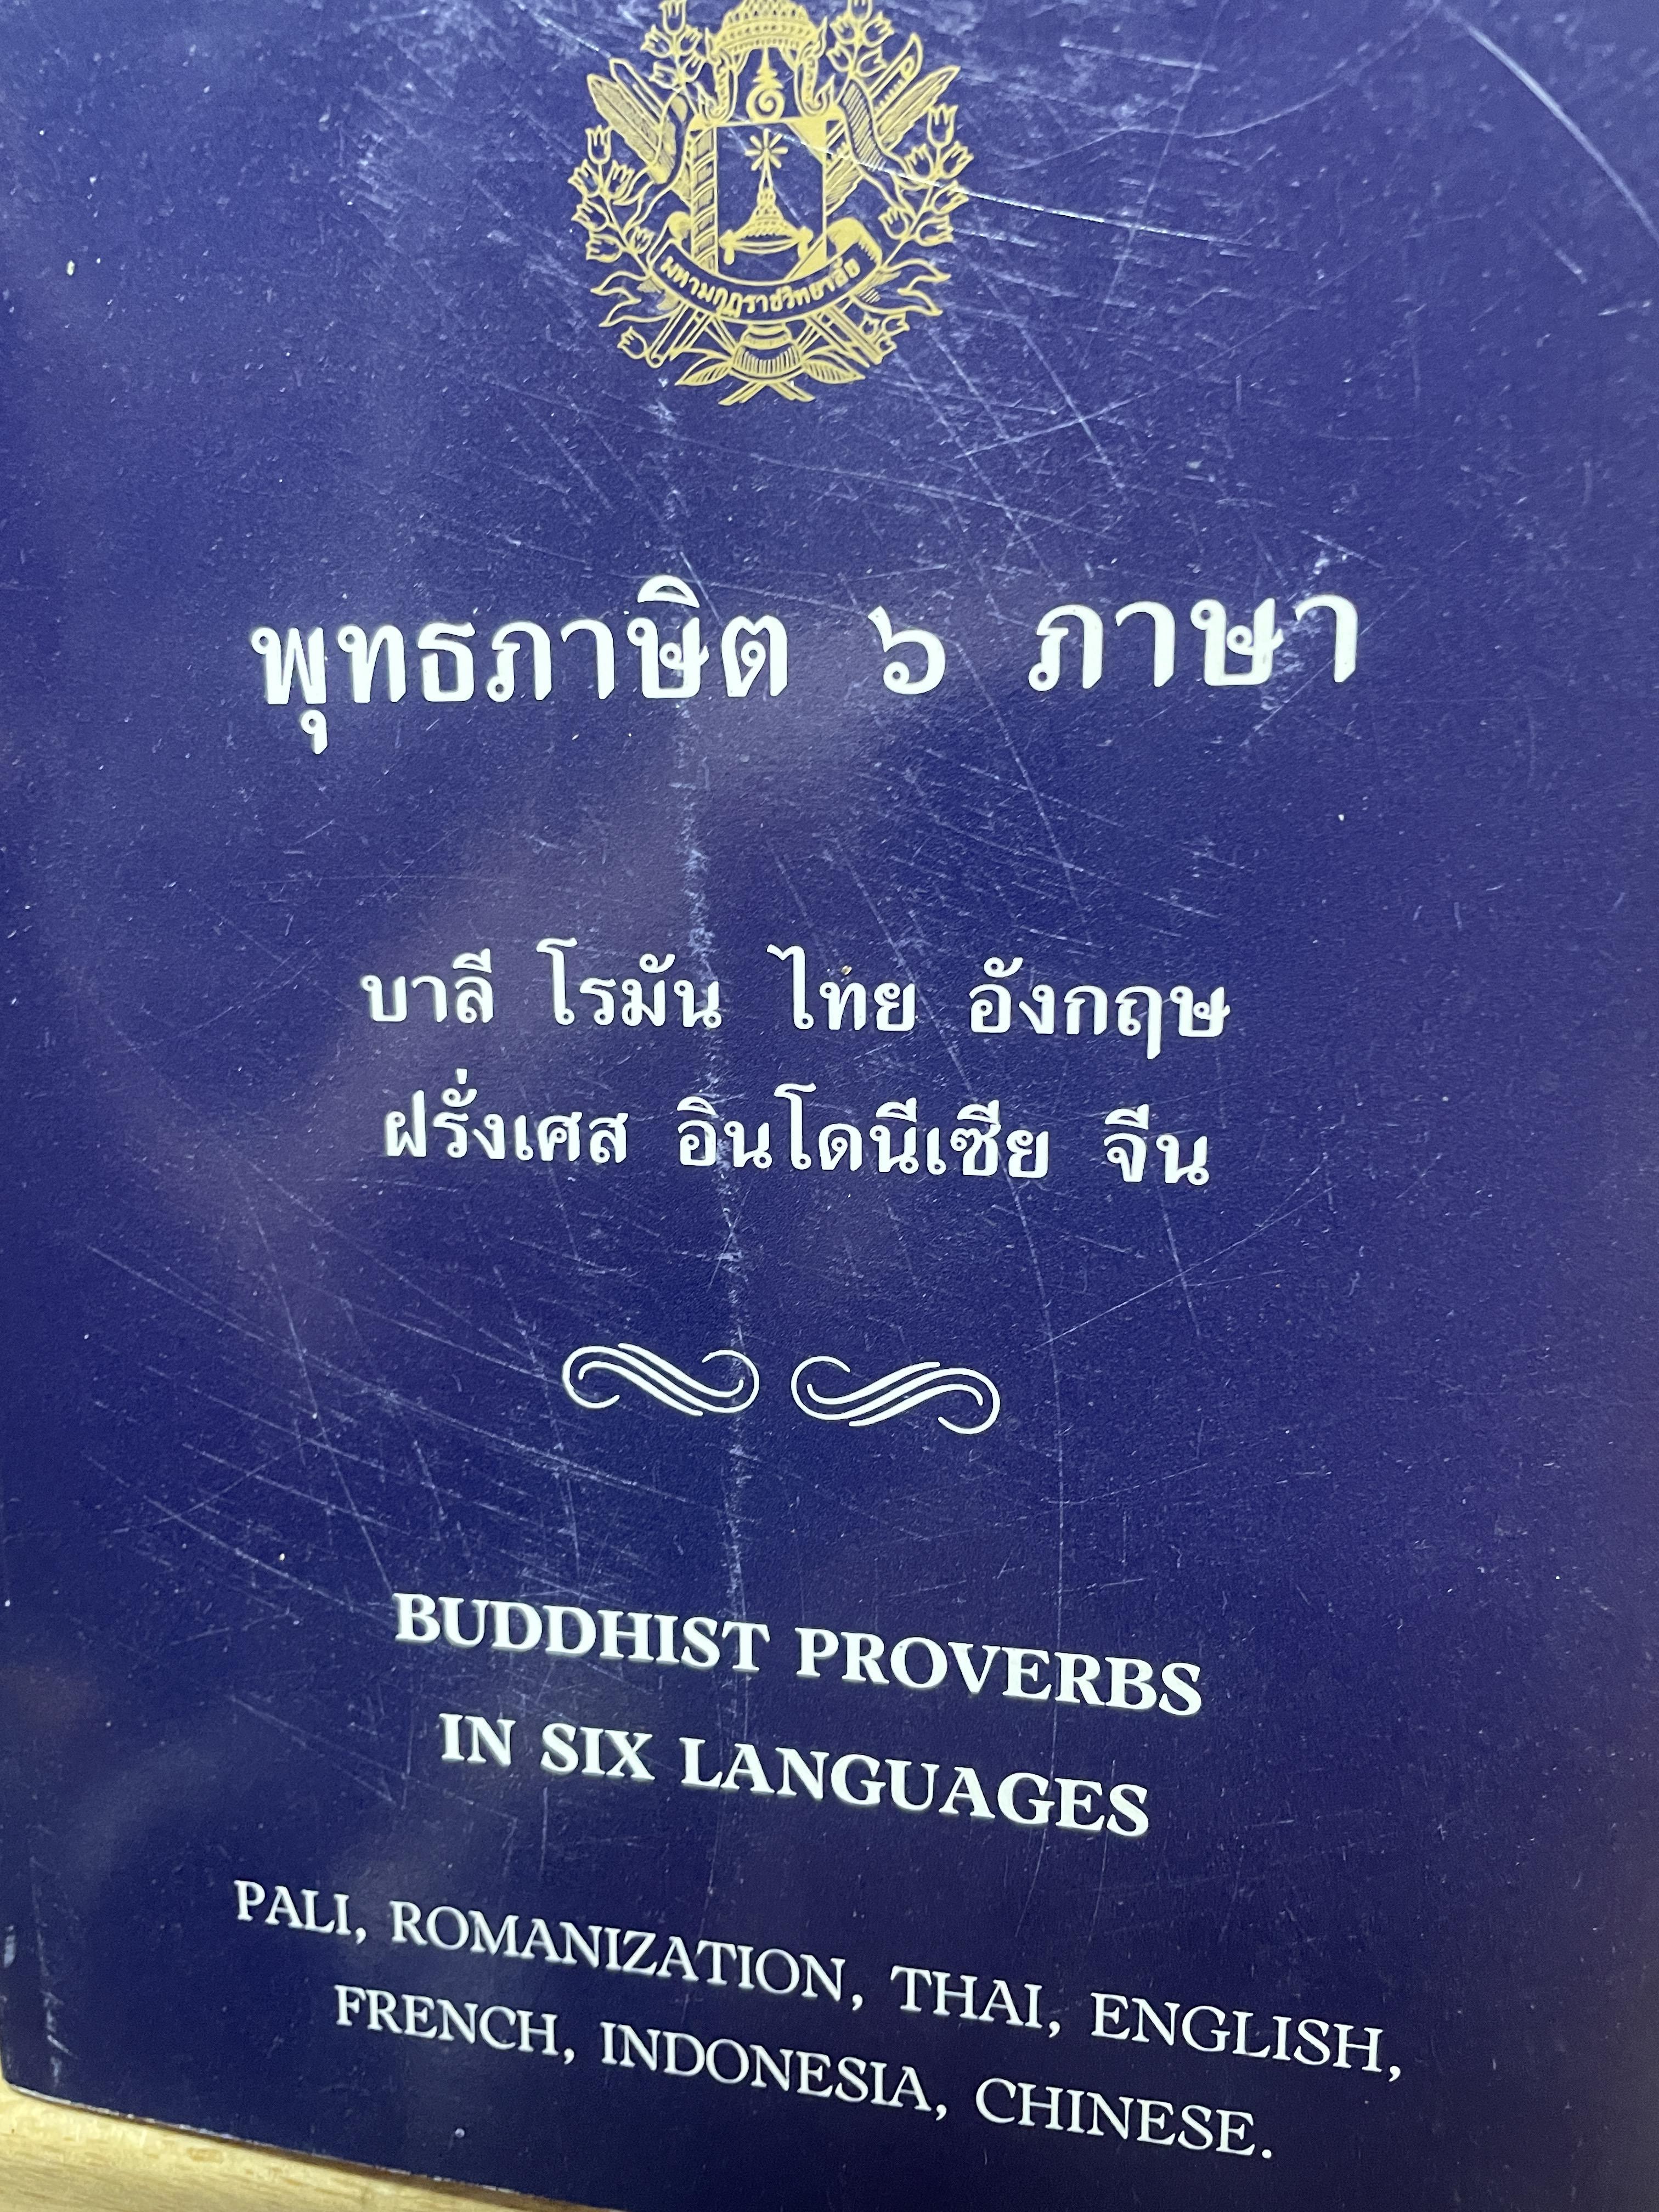 มหามกุฏราชวิทยาลัย
พุทธภาษิต ๖ ภาษา
บาลี โรมัน ไทย อังกฤษ
ฝรั่งเศส อินโดนีเซีย จีน
BUDDHIST PROVERBS
IN SIX LANGUAGES
PALI, ROMANIZATION, THAI, ENGLISH,
FRENCH, INDONESIA, CHINESE.